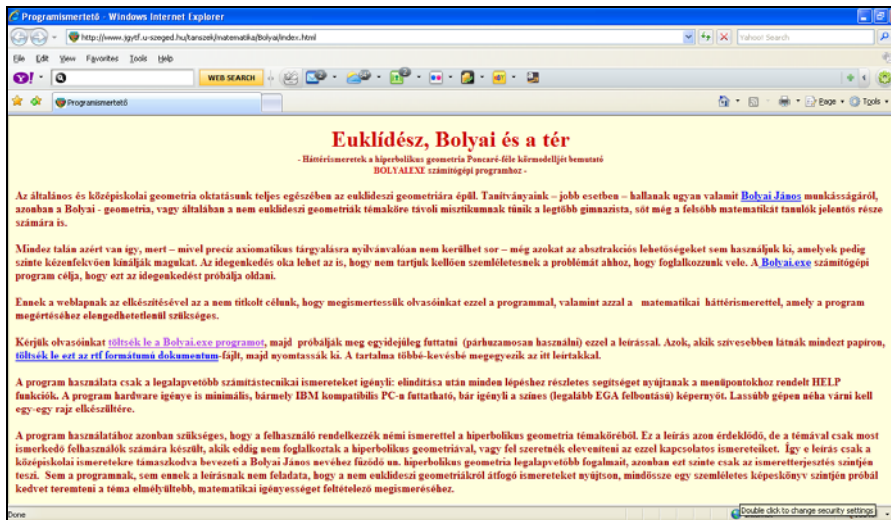 Programismertető - Windows Internet Explorer
http://www.jgytf.u-szeged.hu/tanszek/matematika/Bolyai/index.html
Yahoo! Search
File Edit View Favorites Tools Help
WEB SEARCH
Programismertető
Page Tools
Euklídész, Bolyai és a tér
- Háttérismeretek a hiperbolikus geometria Poncaré-féle körmodelljét bemutató
BOLYAI.EXE számítógépi programhoz -
Az általános és középiskolai geometria oktatásunk teljes egészében az euklideszi geometriára épül. Tanítványaink – jobb esetben – hallanak ugyan valamit Bolyai János munkásságáról,
azonban a Bolyai - geometria, vagy általában a nem euklideszi geometriák témaköre távoli misztikumnak tűnik a legtöbb gimnazista, sőt még a felsőbb matematikát tanulók jelentős része
számára is.
Mindez talán azért van így, mert – mivel precíz axiomatikus tárgyalásra nyilvánvalóan nem kerülhet sor – még azokat az absztrakciós lehetőségeket sem használjuk ki, amelyek pedig
szinte kézenfekvően kínálják magukat. Az idegenkedés oka lehet az is, hogy nem tartjuk kellően szemléletesnek a problémát ahhoz, hogy foglalkozzunk vele. A Bolyai.exe számítógépi
program célja, hogy ezt az idegenkedést próbálja oldani.
Ennek a weblapnak az elkészítésével az a nem titkolt célunk, hogy megismertessük olvasóinkat ezzel a programmal, valamint azzal a matematikai háttérismerettel, amely a program
megértéséhez elengedhetetlenül szükséges.
Kérjük olvasóinkat töltsék le a Bolyai.exe programot, majd próbálják meg egyidejűleg futtatni (párhuzamosan használni) ezzel a leírással. Azok, akik szívesebben látnák mindezt papíron,
töltsék le ezt az rtf formátumú dokumentum-fájlt, majd nyomtassák ki. A tartalma többé-kevésbé megegyezik az itt leírtakkal.
A program használata csak a legalapvetőbb számítástechnikai ismereteket igényli: elindítása után minden lépéshez részletes segítséget nyújtanak a menüpontokhoz rendelt HELP
funkciók. A program hardware igénye is minimális, bármely IBM kompatibilis PC-n futtatható, bár igényli a színes (legalább EGA felbontású) képernyőt. Lassúbb gépen néha várni kell
egy-egy rajz elkészültére.
A program használatához azonban szükséges, hogy a felhasználó rendelkezzék némi ismerettel a hiperbolikus geometria témaköréből. Ez a leírás azon érdeklődő, de a témával csak most
ismerkedő felhasználók számára készült, akik eddig nem foglalkoztak a hiperbolikus geometriával, vagy fel szeretnék eleveníteni az ezzel kapcsolatos ismereteiket. Így e leírás csak a
középiskolai ismeretekre támaszkodva bevezeti a Bolyai János nevéhez fűződő un. hiperbolikus geometria legalapvetőbb fogalmait, azonban ezt szinte csak az ismeretterjesztés szintjén
teszi. Sem a programnak, sem ennek a leírásnak nem feladata, hogy a nem euklideszi geometriákról átfogó ismereteket nyújtson, mindössze egy szemléletes képeskönyv szintjén próbál
kedvet teremteni a téma elmélyültebb, matematikai igényességet feltételező megismeréséhez.
Done
Double click to change security settings